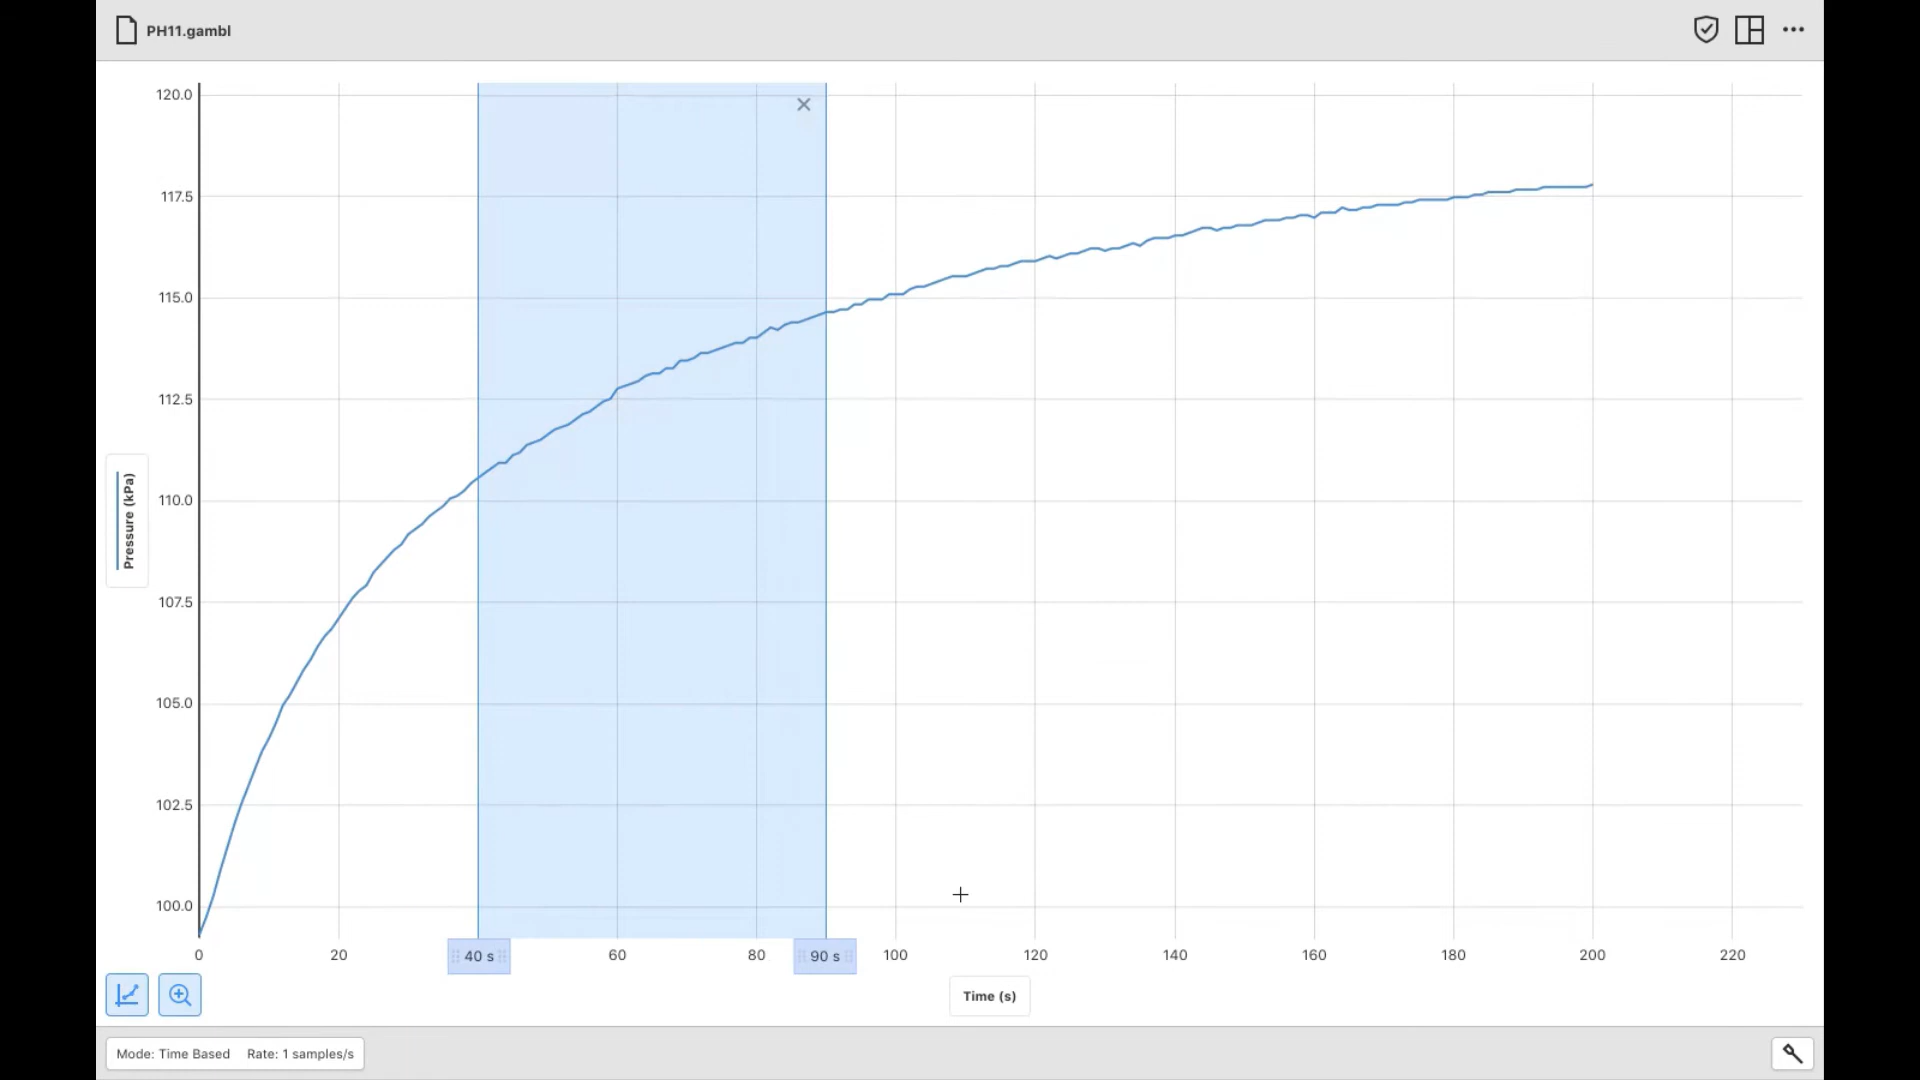 PH11.gambl
120.0
117.5
115.0
112.5
110.0
107.5
105.0
102.5
100.0
Pressure (kPa)
0 20 40 s 60 80 90 s 100 120 140 160 180 200 220
Time (s)
Mode: Time Based Rate: 1 samples/s